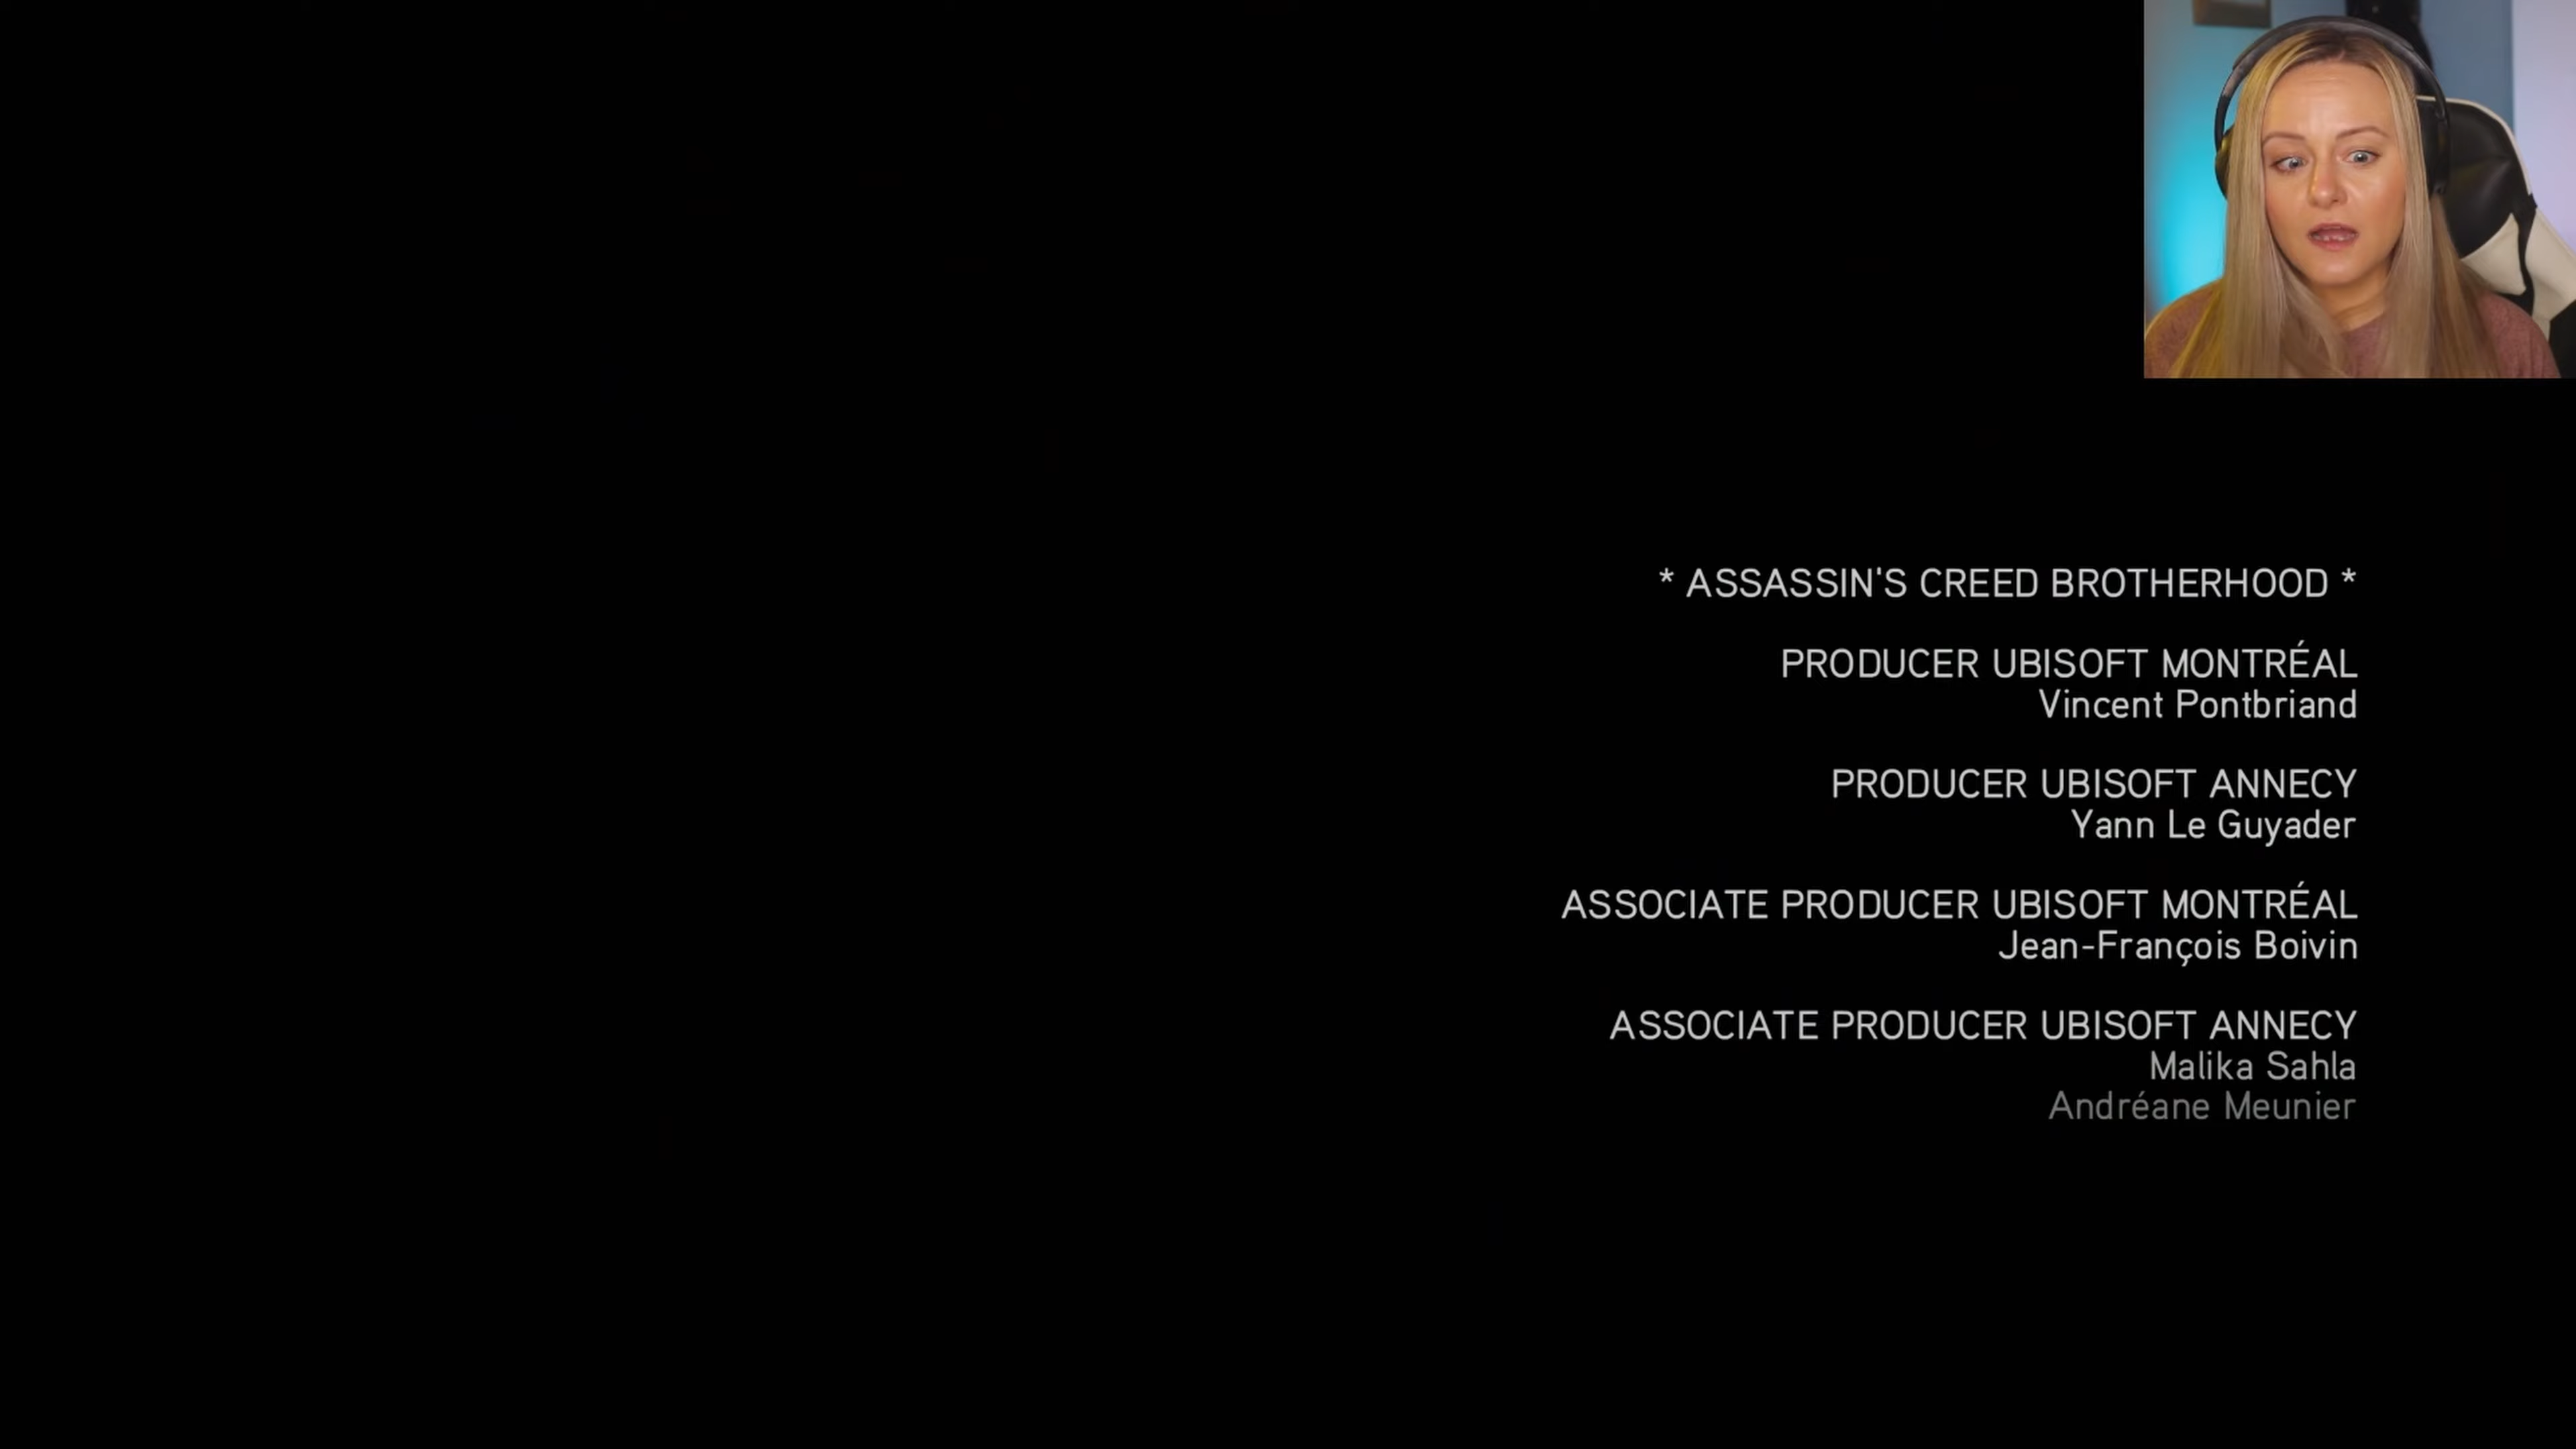 * ASSASSIN'S CREED BROTHERHOOD *
PRODUCER UBISOFT MONTRÉAL
Vincent Pontbriand
PRODUCER UBISOFT ANNECY
Yann Le Guyader
ASSOCIATE PRODUCER UBISOFT MONTRÉAL
Jean-François Boivin
ASSOCIATE PRODUCER UBISOFT ANNECY
Malika Sahla
Andréane Meunier